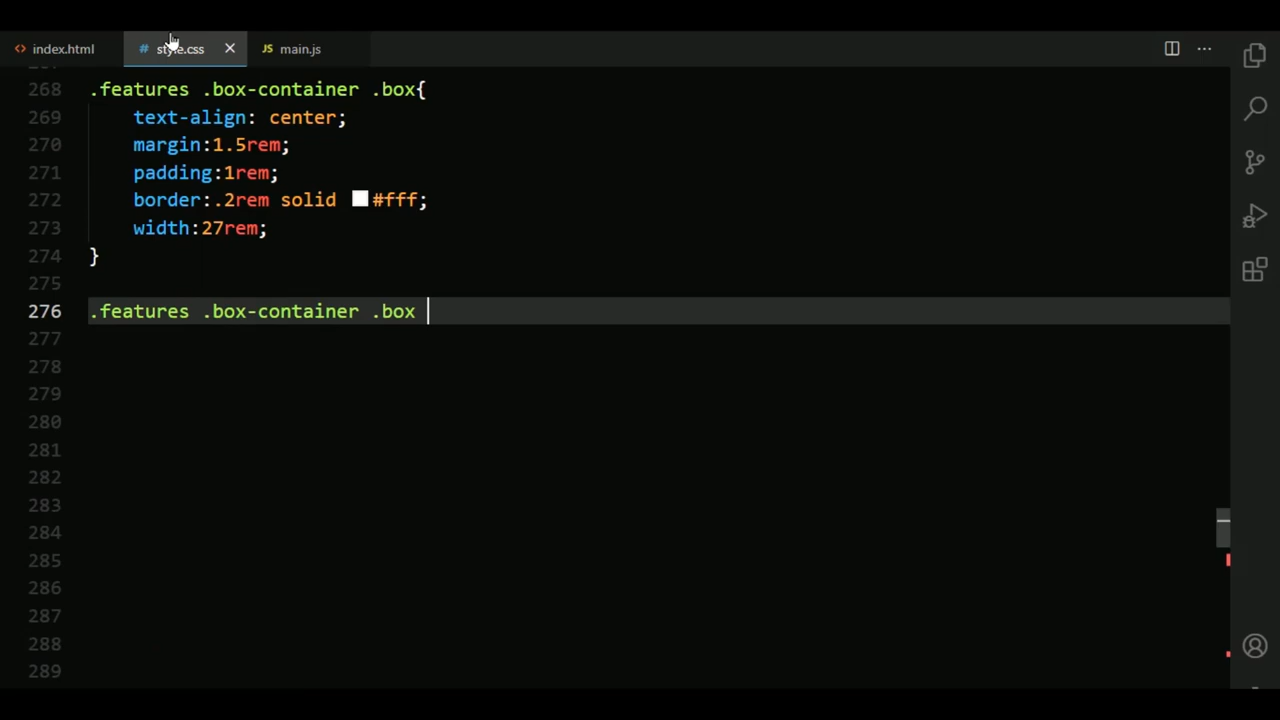 index.html style.css main.js
268 .features .box-container .box{
269 text-align: center;
270 margin:1.5rem;
271 padding:1rem;
272 border:.2rem solid #fff;
273 width:27rem;
274 }
275
276 .features .box-container .box
277
278
279
280
281
282
283
284
285
286
287
288
289